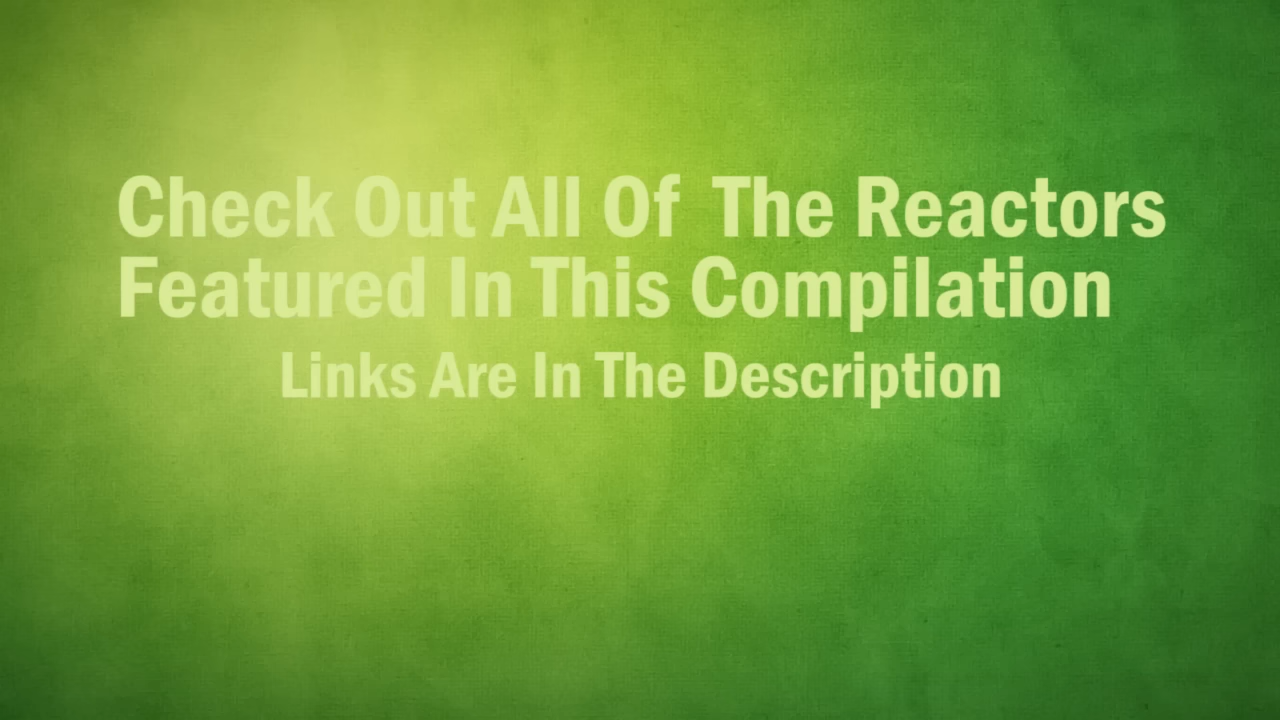 Check Out All Of The Reactors
Featured In This Compilation
Links Are In The Description